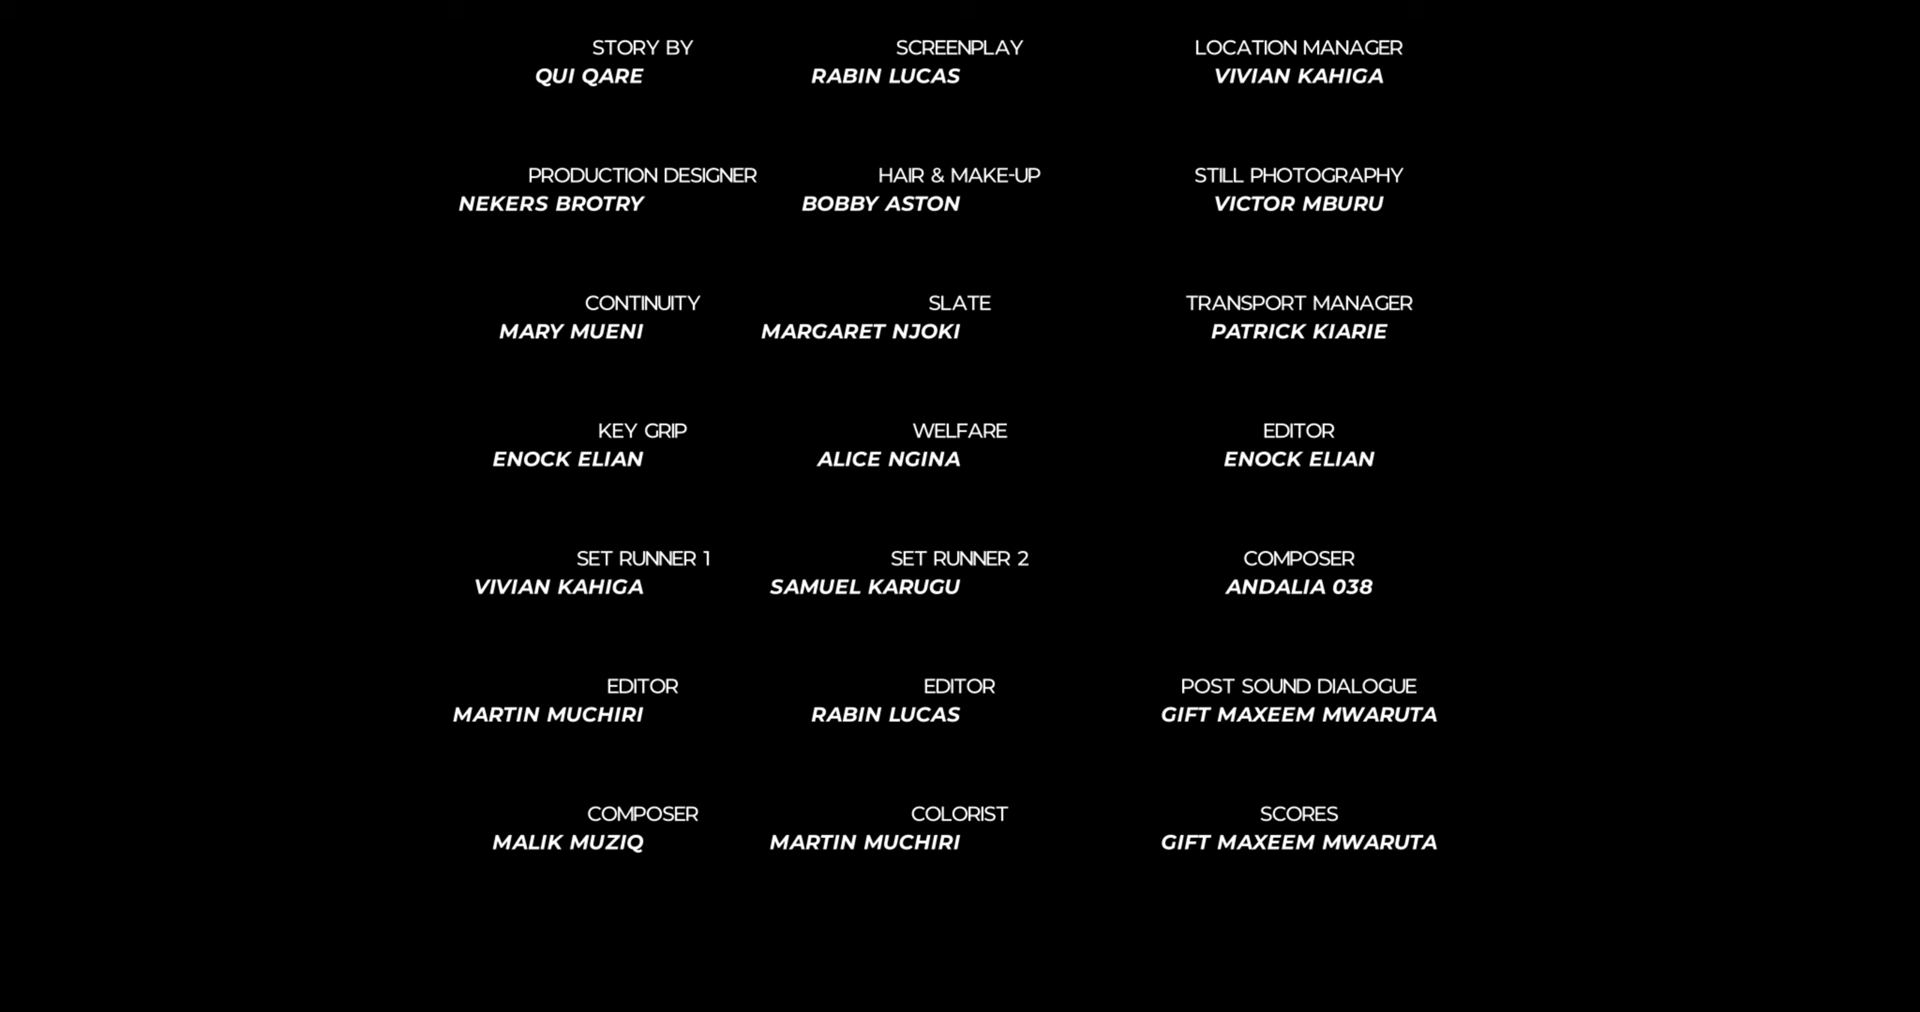 STORY BY
QUI QARE
SCREENPLAY
RABIN LUCAS
LOCATION MANAGER
VIVIAN KAHIGA
PRODUCTION DESIGNER
NEKERS BROTRY
HAIR & MAKE-UP
BOBBY ASTON
STILL PHOTOGRAPHY
VICTOR MBURU
CONTINUITY
MARY MUENI
SLATE
MARGARET NJOKI
TRANSPORT MANAGER
PATRICK KIARIE
KEY GRIP
ENOCK ELIAN
WELFARE
ALICE NGINA
EDITOR
ENOCK ELIAN
SET RUNNER 1
VIVIAN KAHIGA
SET RUNNER 2
SAMUEL KARUGU
COMPOSER
ANDALIA 038
EDITOR
MARTIN MUCHIRI
EDITOR
RABIN LUCAS
POST SOUND DIALOGUE
GIFT MAXEEM MWARUTA
COMPOSER
MALIK MUZIQ
COLORIST
MARTIN MUCHIRI
SCORES
GIFT MAXEEM MWARUTA